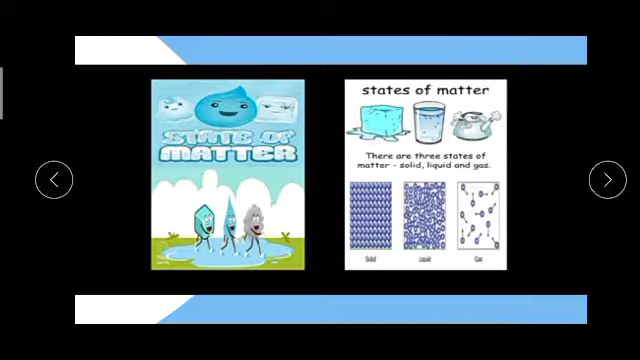 STATE OF
MATTER
states of matter
There are three states of
matter - solid, liquid and gas.
Solid
Liquid
Gas